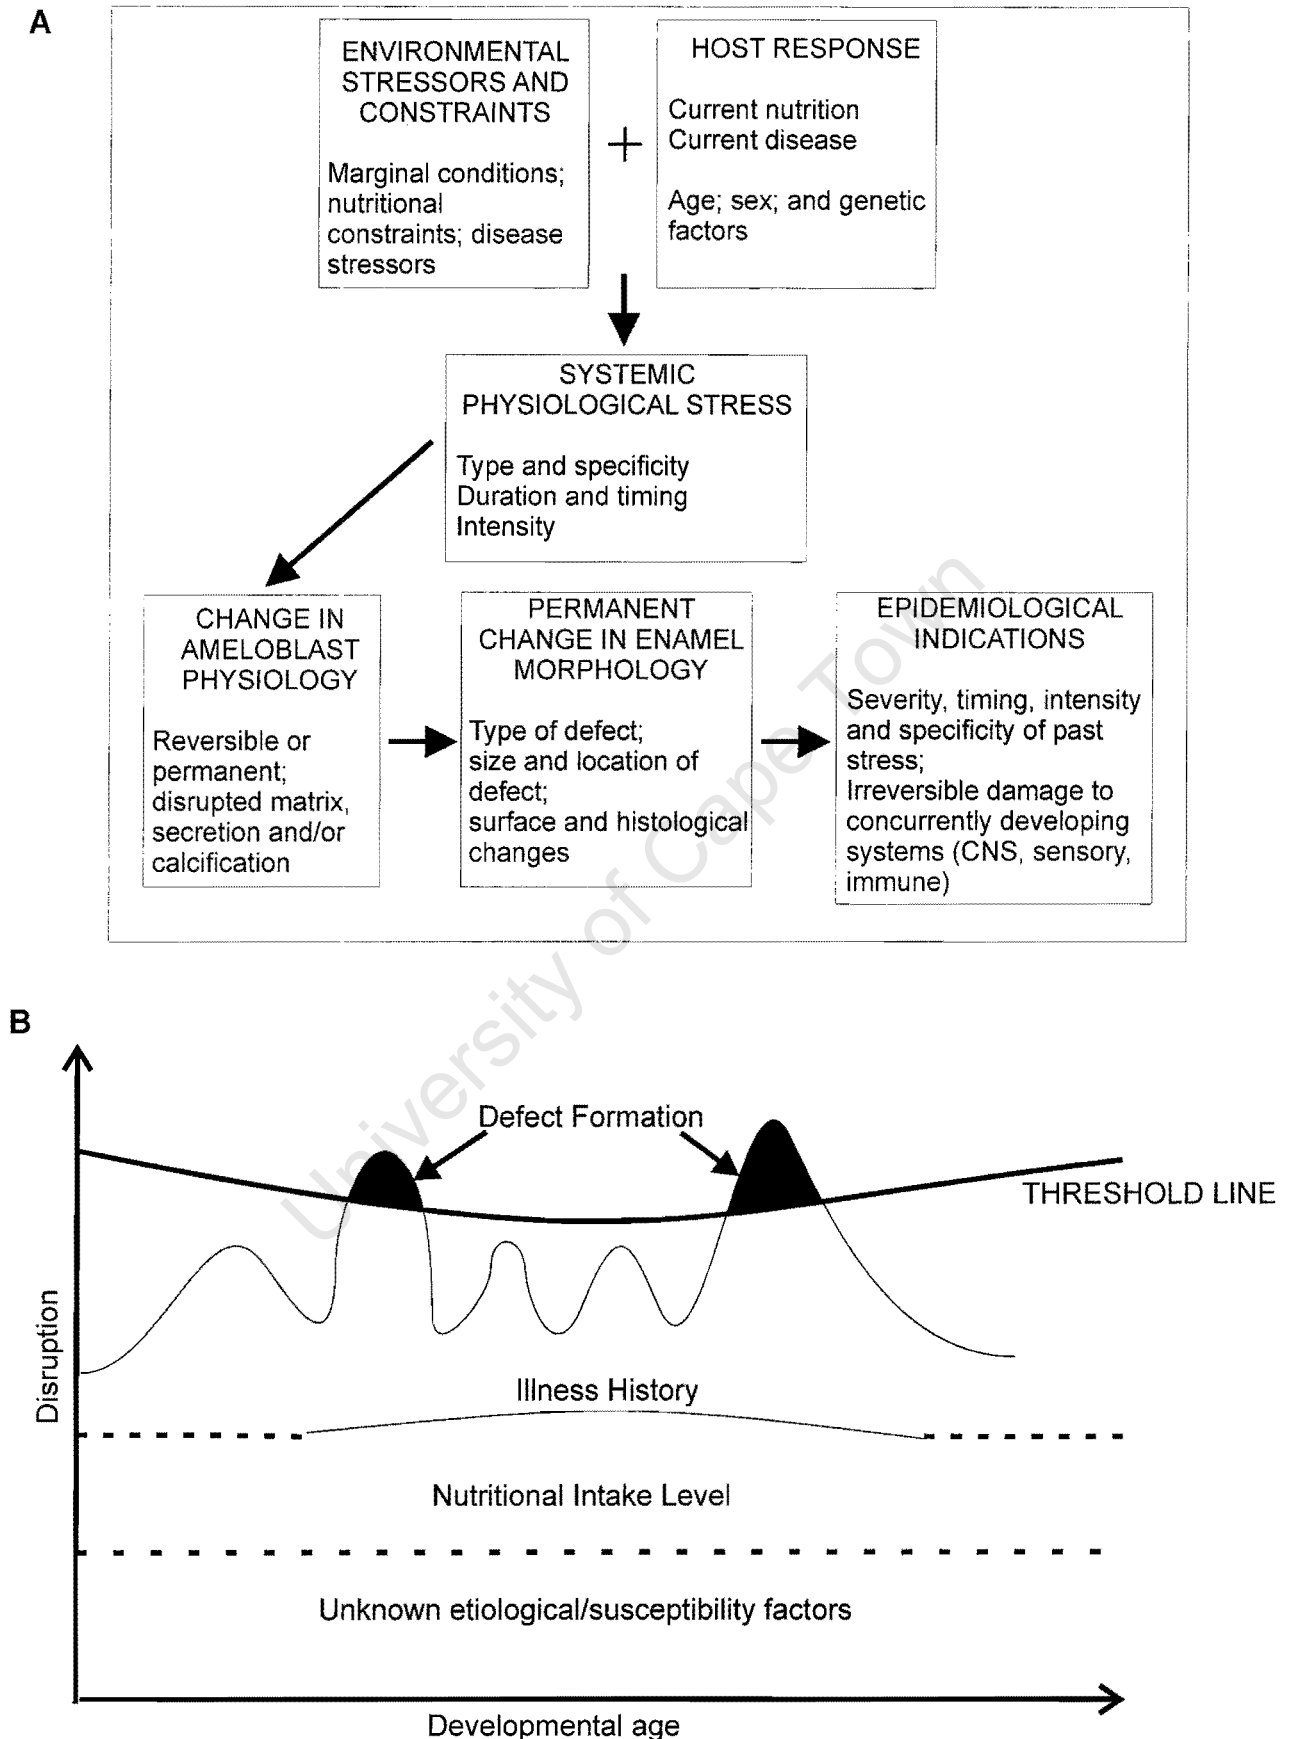 A
ENVIRONMENTAL
STRESSORS AND
CONSTRAINTS
Marginal conditions;
nutritional
constraints; disease
stressors
+
HOST RESPONSE
Current nutrition
Current disease
Age; sex; and genetic
factors
SYSTEMIC
PHYSIOLOGICAL STRESS
Type and specificity
Duration and timing
Intensity
CHANGE IN
AMELOBLAST
PHYSIOLOGY
Reversible or
permanent;
disrupted matrix,
secretion and/or
calcification
PERMANENT
CHANGE IN ENAMEL
MORPHOLOGY
Type of defect;
size and location of
defect;
surface and histological
changes
EPIDEMIOLOGICAL
INDICATIONS
Severity, timing, intensity
and specificity of past
stress;
Irreversible damage to
concurrently developing
systems (CNS, sensory,
immune)
University of Cape Town
B
Defect Formation
THRESHOLD LINE
Disruption
Illness History
Nutritional Intake Level
Unknown etiological/susceptibility factors
Developmental age